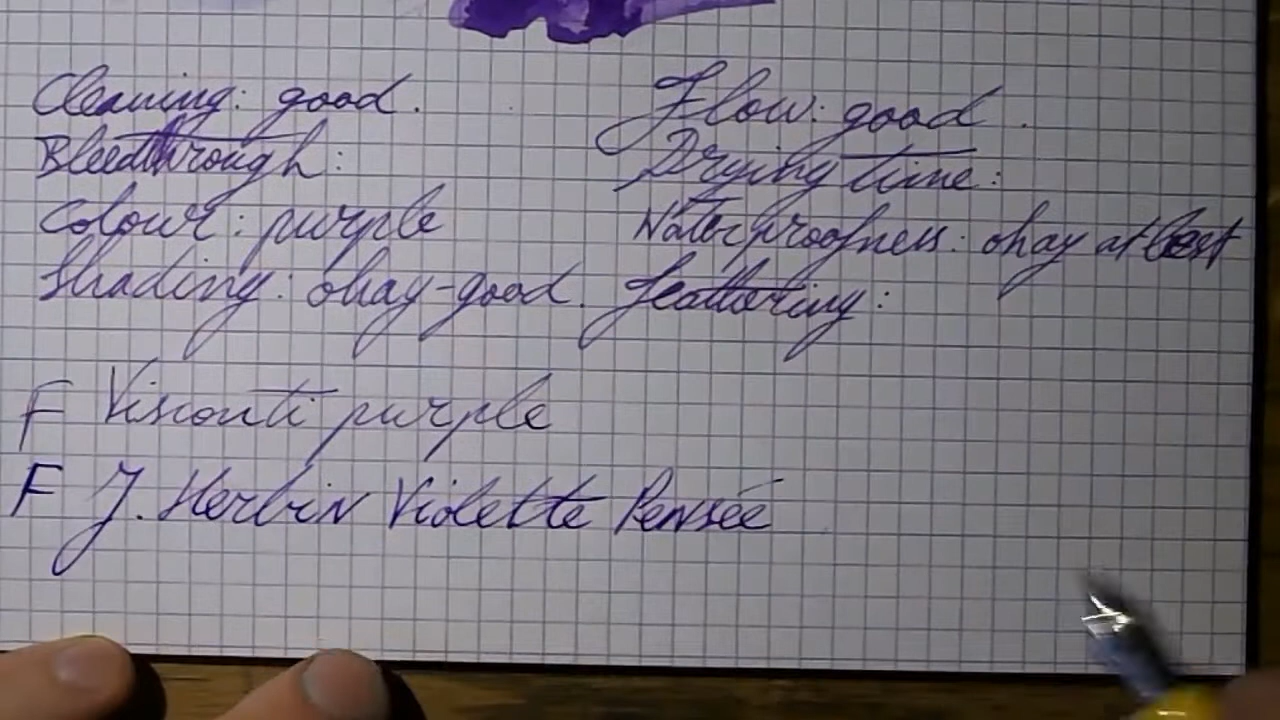 Cleaning: good. Flow: good.
Bleedthrough: Drying time:
Colour: purple Waterproofness: okay at best
Shading: okay-good. Feathering:
F Visconti purple
F J. Herbin Violette Pensée